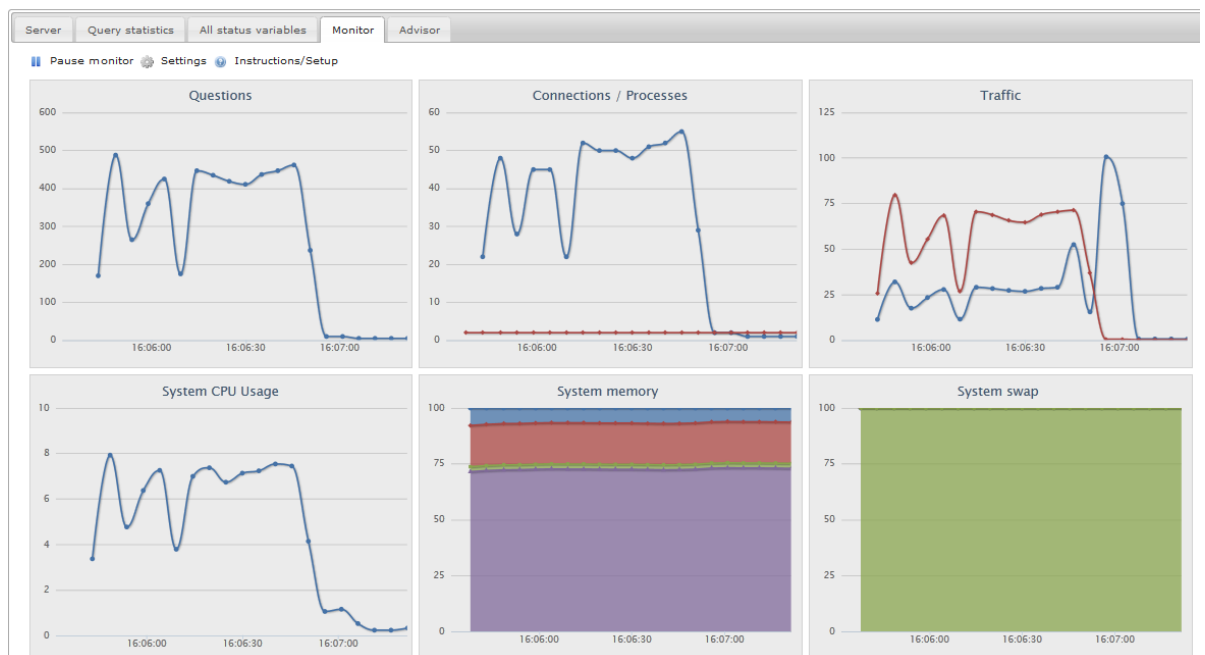 Server Query statistics All status variables Monitor Advisor
Pause monitor Settings Instructions/Setup
Questions
600
500
400
300
200
100
0
16:06:00 16:06:30 16:07:00
Connections / Processes
60
50
40
30
20
10
0
16:06:00 16:06:30 16:07:00
Traffic
125
100
75
50
25
0
16:06:00 16:06:30 16:07:00
System CPU Usage
10
8
6
4
2
0
16:06:00 16:06:30 16:07:00
System memory
100
75
50
25
0
16:06:00 16:06:30 16:07:00
System swap
100
75
50
25
0
16:06:00 16:06:30 16:07:00